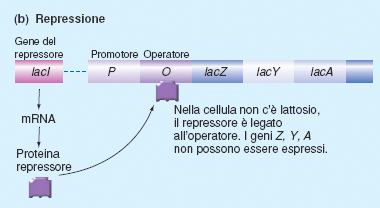 (b) Repressione
Gene del
repressore
Promotore Operatore
lacI P O lacZ lacY lacA
mRNA
Proteina
repressore
Nella cellula non c'è lattosio,
il repressore è legato
all'operatore. I geni Z, Y, A
non possono essere espressi.